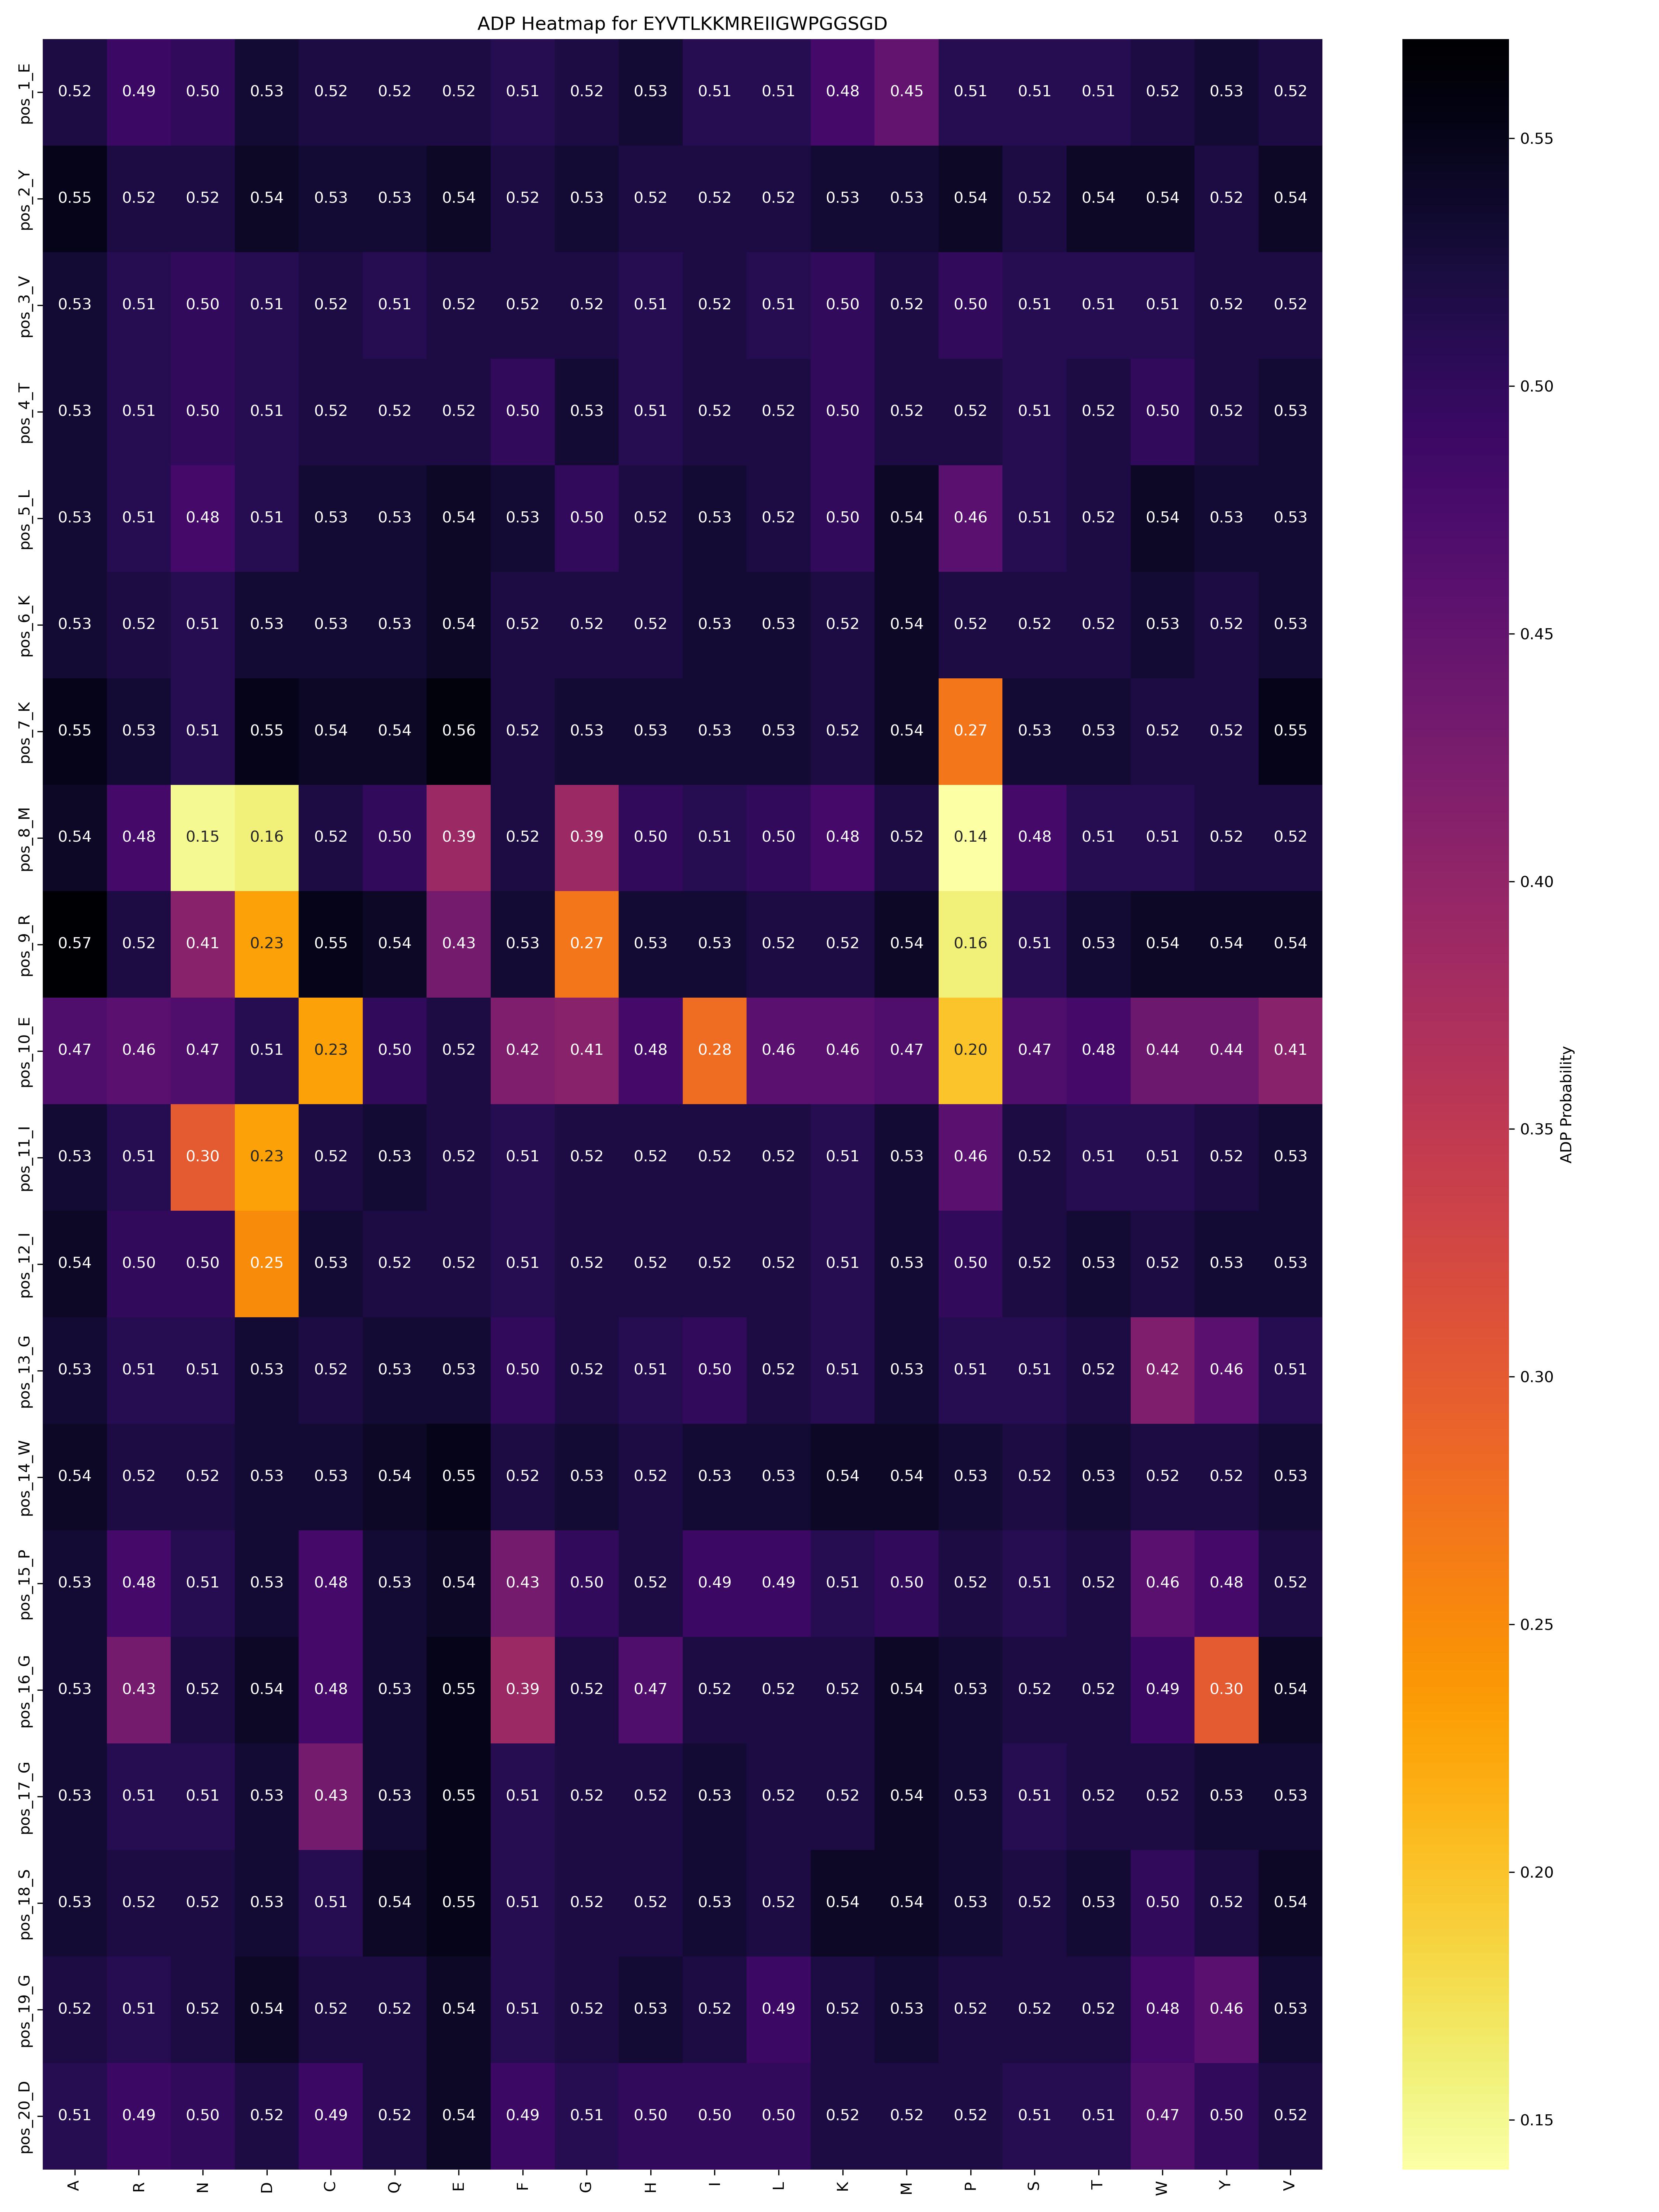 ADP Heatmap for EYVTLKKMREIIGWPGGSGD
pos_1_E 0.52 0.49 0.50 0.53 0.52 0.52 0.52 0.51 0.52 0.53 0.51 0.51 0.48 0.45 0.51 0.51 0.51 0.52 0.53 0.52
pos_2_Y 0.55 0.52 0.52 0.54 0.53 0.53 0.54 0.52 0.53 0.52 0.52 0.52 0.53 0.53 0.54 0.52 0.54 0.54 0.52 0.54
pos_3_V 0.53 0.51 0.50 0.51 0.52 0.51 0.52 0.52 0.52 0.51 0.52 0.51 0.50 0.52 0.50 0.51 0.51 0.51 0.52 0.52
pos_4_T 0.53 0.51 0.50 0.51 0.52 0.52 0.52 0.50 0.53 0.51 0.52 0.52 0.50 0.52 0.52 0.51 0.52 0.50 0.52 0.53
pos_5_L 0.53 0.51 0.48 0.51 0.53 0.53 0.54 0.53 0.50 0.52 0.53 0.52 0.50 0.54 0.46 0.51 0.52 0.54 0.53 0.53
pos_6_K 0.53 0.52 0.51 0.53 0.53 0.53 0.54 0.52 0.52 0.52 0.53 0.53 0.52 0.54 0.52 0.52 0.52 0.53 0.52 0.53
pos_7_K 0.55 0.53 0.51 0.55 0.54 0.54 0.56 0.52 0.53 0.53 0.53 0.53 0.52 0.54 0.27 0.53 0.53 0.52 0.52 0.55
pos_8_M 0.54 0.48 0.15 0.16 0.52 0.50 0.39 0.52 0.39 0.50 0.51 0.50 0.48 0.52 0.14 0.48 0.51 0.51 0.52 0.52
pos_9_R 0.57 0.52 0.41 0.23 0.55 0.54 0.43 0.53 0.27 0.53 0.53 0.52 0.52 0.54 0.16 0.51 0.53 0.54 0.54 0.54
pos_10_E 0.47 0.46 0.47 0.51 0.23 0.50 0.52 0.42 0.41 0.48 0.28 0.46 0.46 0.47 0.20 0.47 0.48 0.44 0.44 0.41
pos_11_I 0.53 0.51 0.30 0.23 0.52 0.53 0.52 0.51 0.52 0.52 0.52 0.52 0.51 0.53 0.46 0.52 0.51 0.51 0.52 0.53
pos_12_I 0.54 0.50 0.50 0.25 0.53 0.52 0.52 0.51 0.52 0.52 0.52 0.52 0.51 0.53 0.50 0.52 0.53 0.52 0.53 0.53
pos_13_G 0.53 0.51 0.51 0.53 0.52 0.53 0.53 0.50 0.52 0.51 0.50 0.52 0.51 0.53 0.51 0.51 0.52 0.42 0.46 0.51
pos_14_W 0.54 0.52 0.52 0.53 0.53 0.54 0.55 0.52 0.53 0.52 0.53 0.53 0.54 0.54 0.53 0.52 0.53 0.52 0.52 0.53
pos_15_P 0.53 0.48 0.51 0.53 0.48 0.53 0.54 0.43 0.50 0.52 0.49 0.49 0.51 0.50 0.52 0.51 0.52 0.46 0.48 0.52
pos_16_G 0.53 0.43 0.52 0.54 0.48 0.53 0.55 0.39 0.52 0.47 0.52 0.52 0.52 0.54 0.53 0.52 0.52 0.49 0.30 0.54
pos_17_G 0.53 0.51 0.51 0.53 0.43 0.53 0.55 0.51 0.52 0.52 0.53 0.52 0.52 0.54 0.53 0.51 0.52 0.52 0.53 0.53
pos_18_S 0.53 0.52 0.52 0.53 0.51 0.54 0.55 0.51 0.52 0.52 0.53 0.52 0.54 0.54 0.53 0.52 0.53 0.50 0.52 0.54
pos_19_G 0.52 0.51 0.52 0.54 0.52 0.52 0.54 0.51 0.52 0.53 0.52 0.49 0.52 0.53 0.52 0.52 0.52 0.48 0.46 0.53
pos_20_D 0.51 0.49 0.50 0.52 0.49 0.52 0.54 0.49 0.51 0.50 0.50 0.50 0.52 0.52 0.52 0.51 0.51 0.47 0.50 0.52
A R N D C Q E F G H I L K M P S T W Y V
0.55
0.50
0.45
0.40
0.35
0.30
0.25
0.20
0.15
ADP Probability